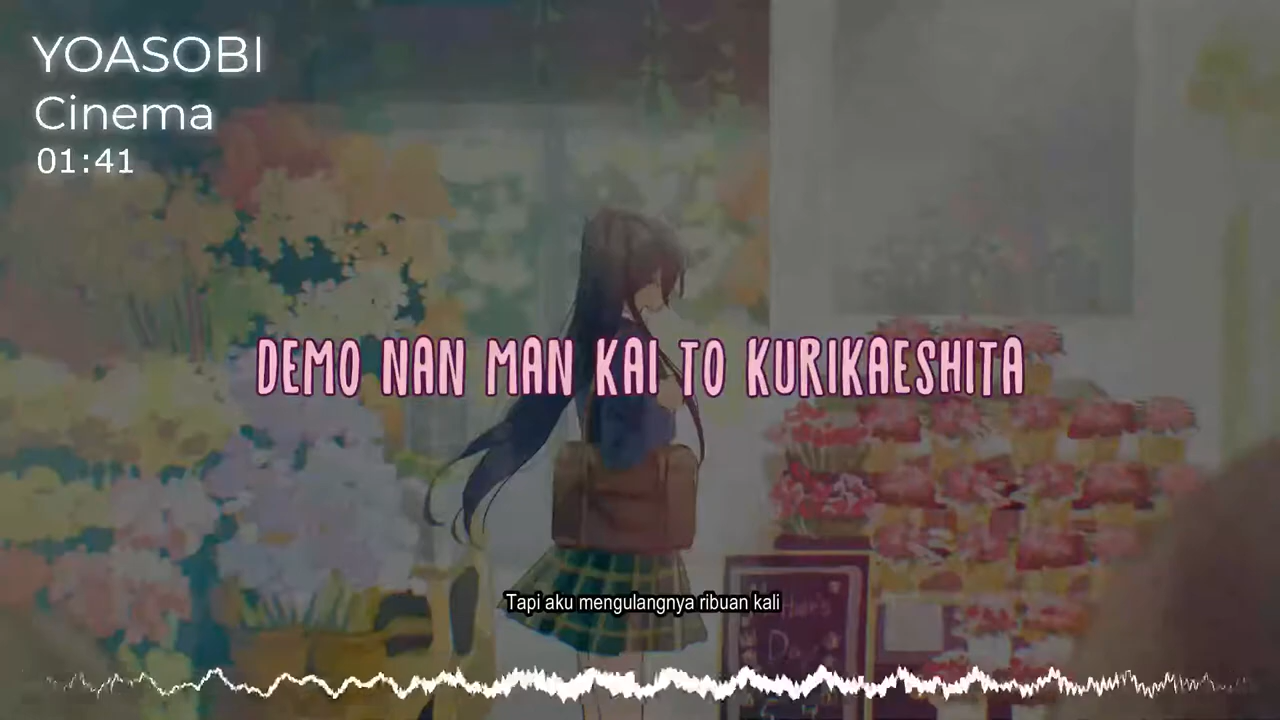 YOASOBI
Cinema
01:41
DEMO NAN MAN KAI TO KURIKAESHITA
Tapi aku mengulangnya ribuan kali